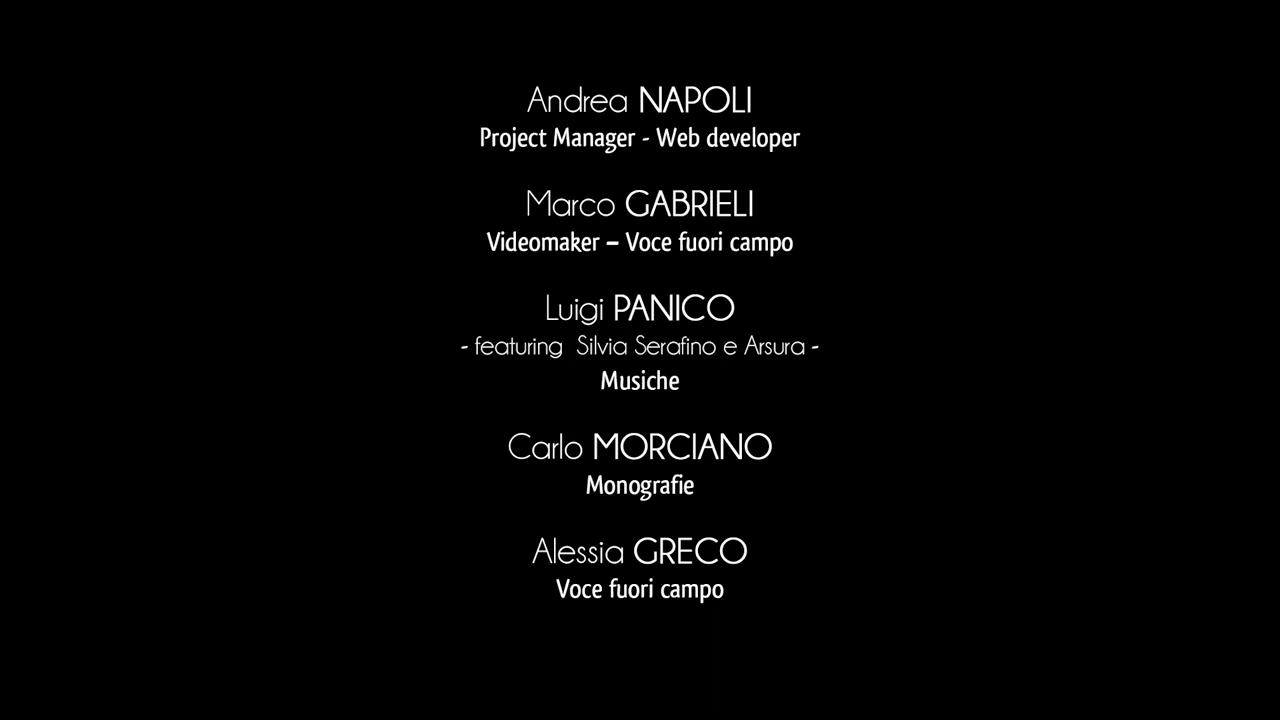 Andrea NAPOLI
Project Manager - Web developer
Marco GABRIELI
Videomaker – Voce fuori campo
Luigi PANICO
- featuring  Silvia Serafino e Arsura -
Musiche
Carlo MORCIANO
Monografie
Alessia GRECO
Voce fuori campo